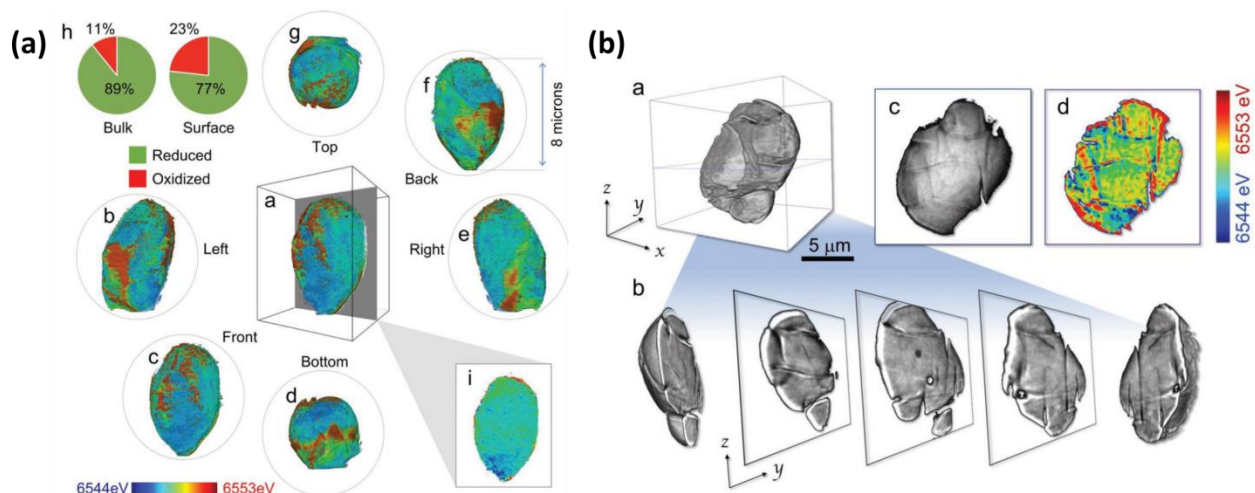 (a)
h
11%
23%
89%
77%
Bulk
Surface
Reduced
Oxidized
g
Top
f
8 microns
Back
b
Left
a
Right
e
Front
c
Bottom
d
i
6544eV
6553eV
(b)
a
z
y
x
5 μm
c
d
6544 eV
6553 eV
b
z
y